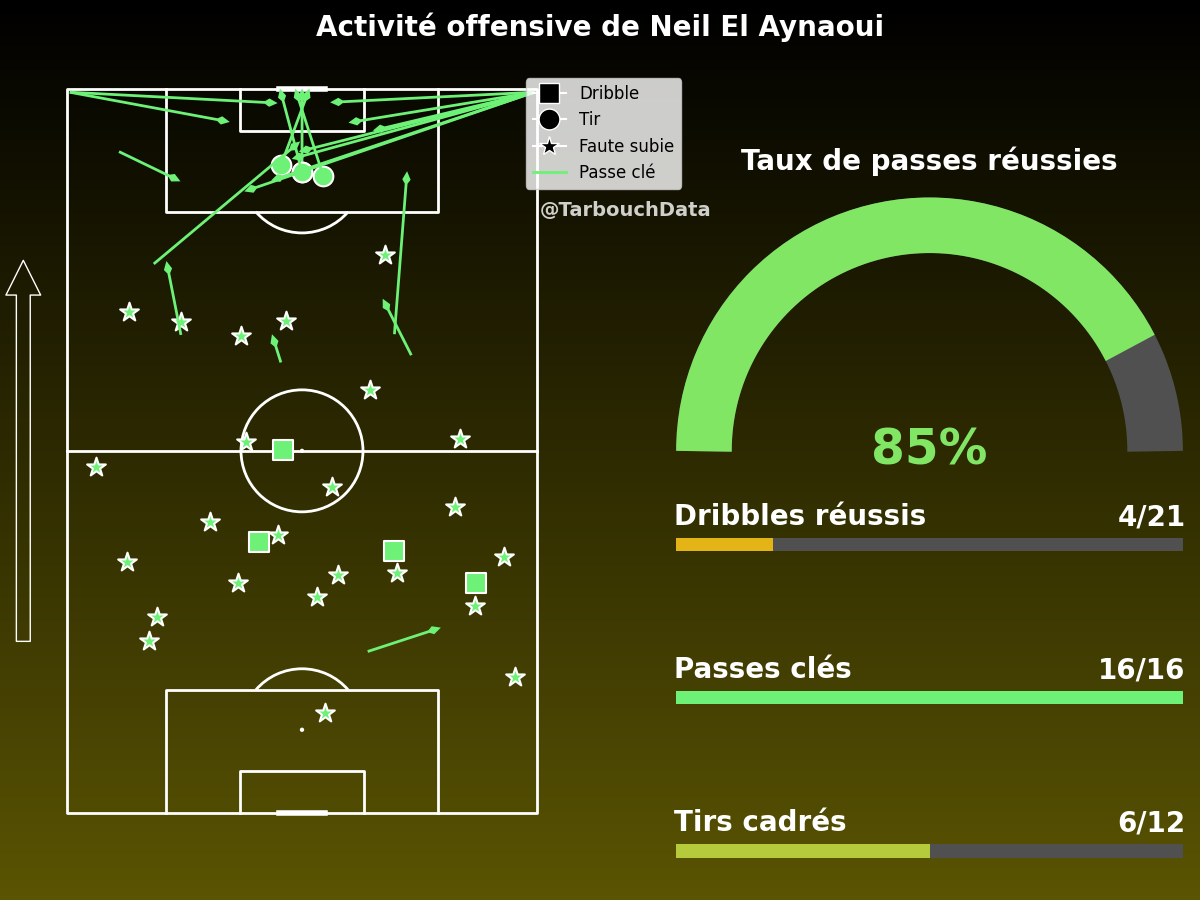 Activité offensive de Neil El Aynaoui
Dribble
Tir
Faute subie
Passe clé
@TarbouchData
Taux de passes réussies
85%
Dribbles réussis 4/21
Passes clés 16/16
Tirs cadrés 6/12